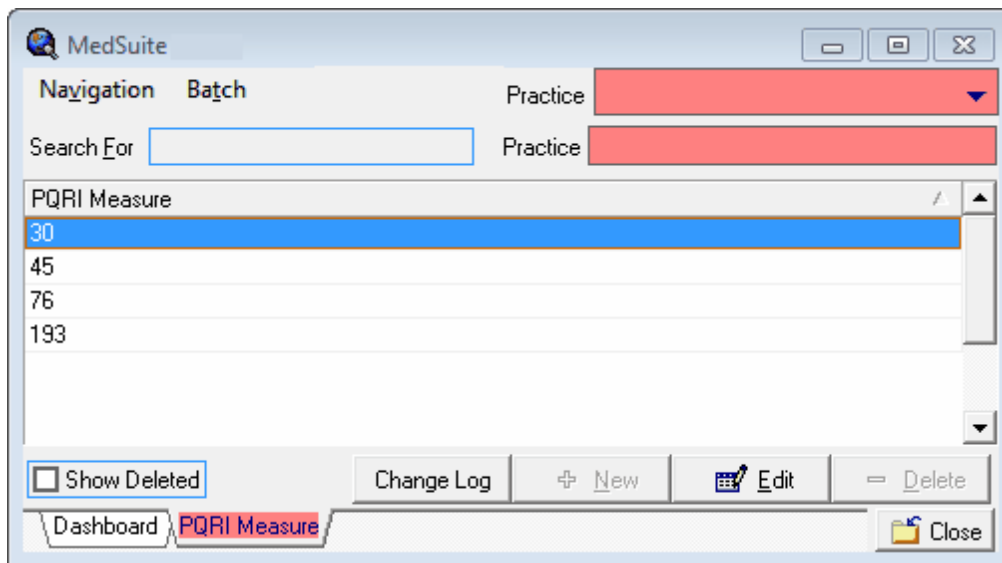 MedSuite
Navigation Batch Practice
Search For Practice
PQRI Measure
30
45
76
193
Show Deleted Change Log New Edit Delete
Dashboard PQRI Measure Close